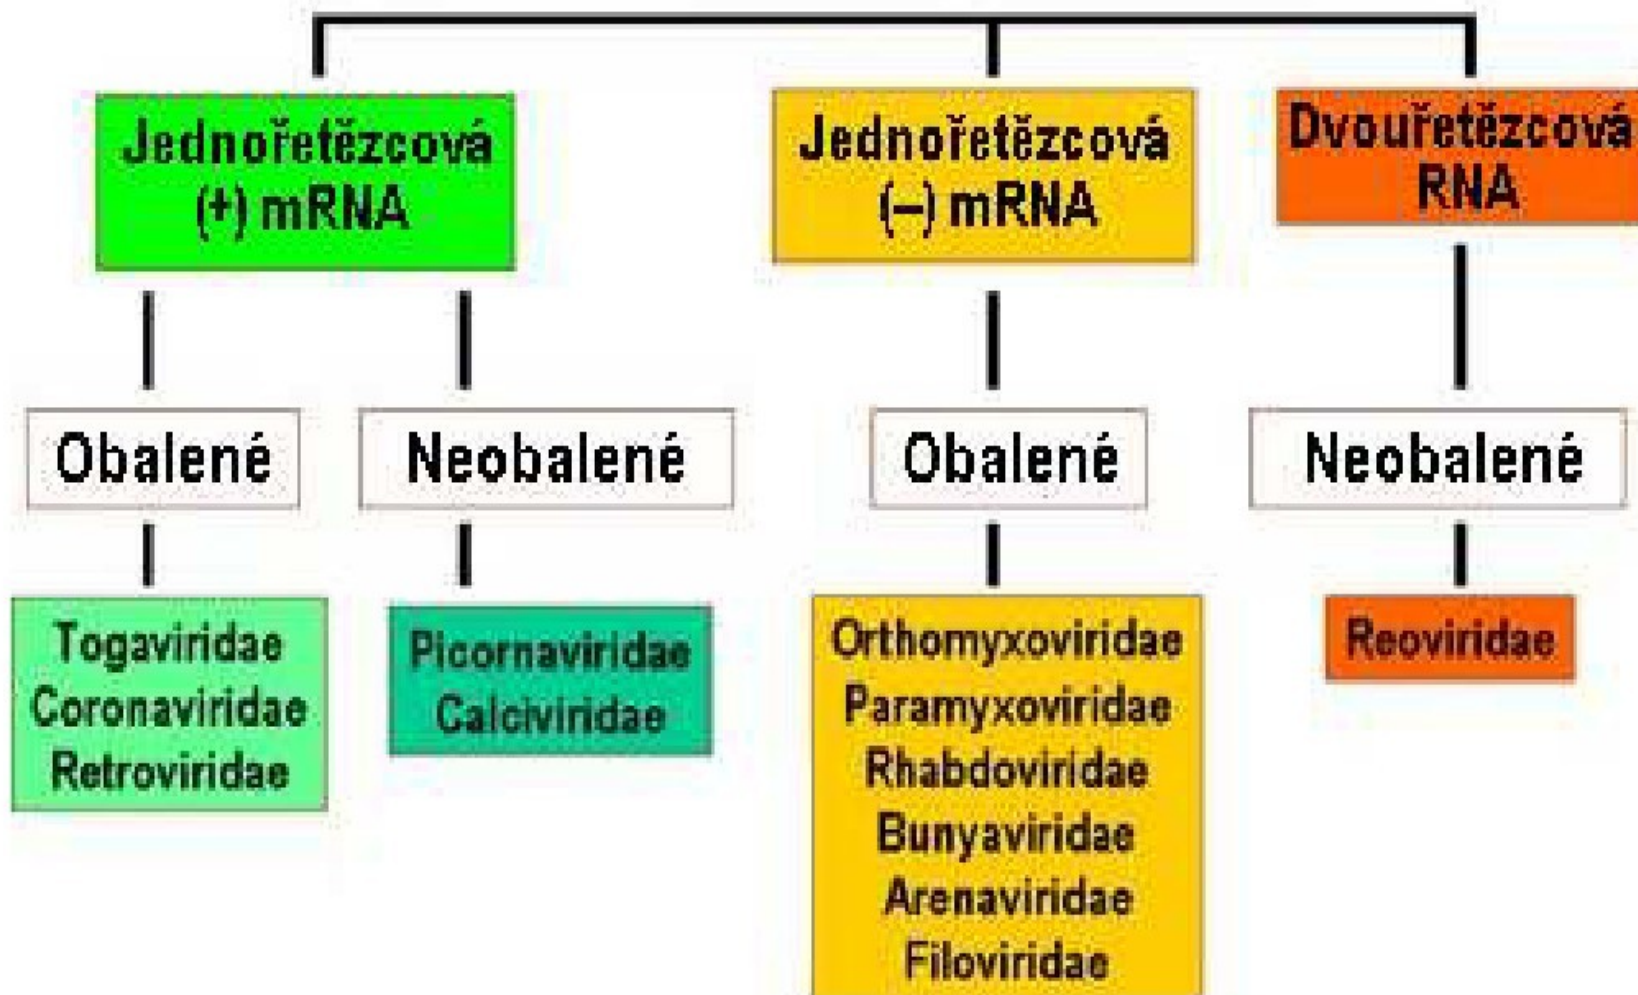 Jednořetězcová
(+) mRNA
Jednořetězcová
(–) mRNA
Dvouřetězcová
RNA
Obalené
Neobalené
Obalené
Neobalené
Togaviridae
Coronaviridae
Retroviridae
Picornaviridae
Calciviridae
Orthomyxoviridae
Paramyxoviridae
Rhabdoviridae
Bunyaviridae
Arenaviridae
Filoviridae
Reoviridae